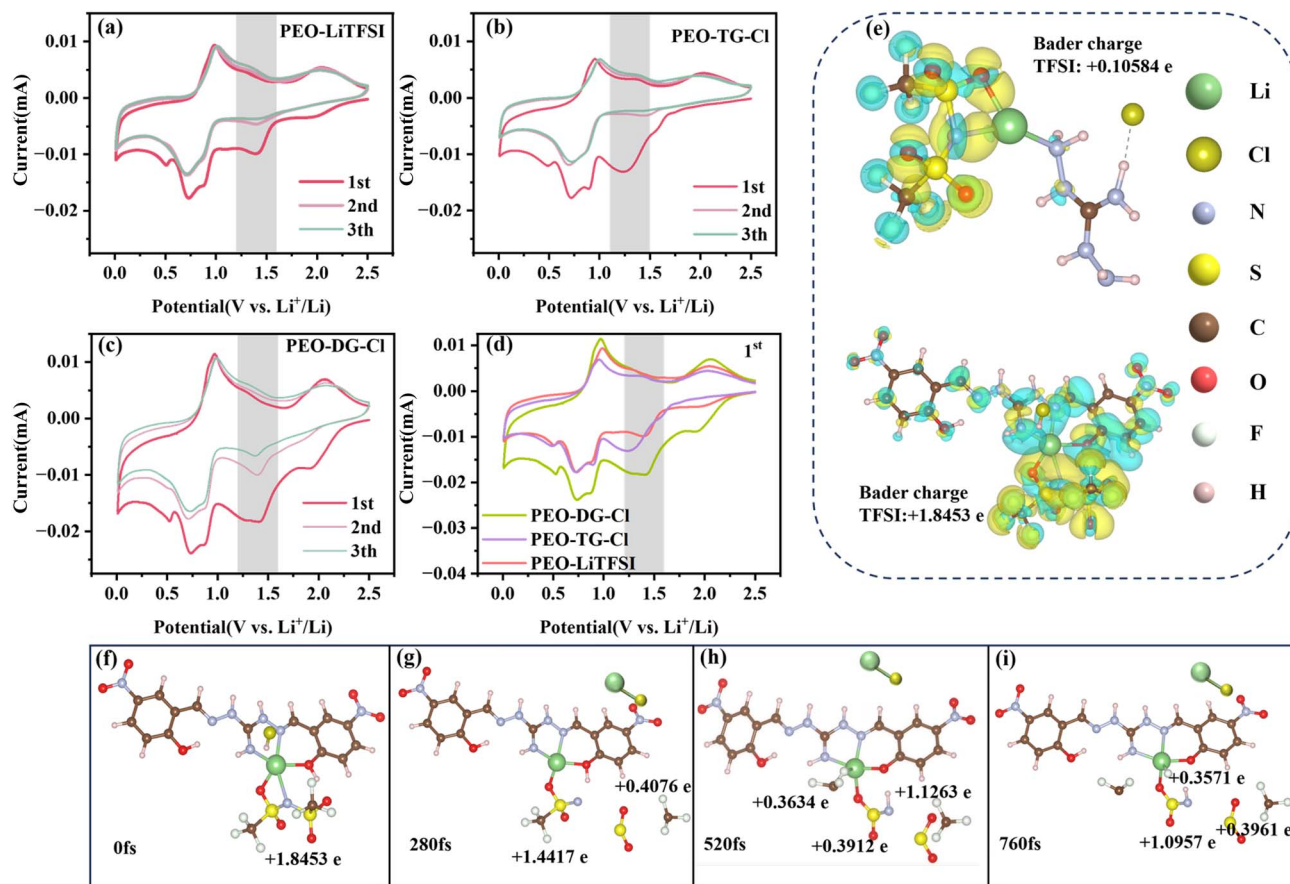 (a)
PEO-LiTFSI
0.01
0.00
−0.01
−0.02
Current(mA)
1st
2nd
3th
0.0 0.5 1.0 1.5 2.0 2.5
Potential(V vs. Li⁺/Li)
(b)
PEO-TG-Cl
0.01
0.00
−0.01
−0.02
Current(mA)
1st
2nd
3th
0.0 0.5 1.0 1.5 2.0 2.5
Potential(V vs. Li⁺/Li)
(c)
PEO-DG-Cl
0.01
0.00
−0.01
−0.02
Current(mA)
1st
2nd
3th
0.0 0.5 1.0 1.5 2.0 2.5
Potential(V vs. Li⁺/Li)
(d)
1st
0.01
0.00
−0.01
−0.02
−0.03
−0.04
Current(mA)
PEO-DG-Cl
PEO-TG-Cl
PEO-LiTFSI
0.0 0.5 1.0 1.5 2.0 2.5
Potential(V vs. Li⁺/Li)
(e)
Bader charge
TFSI: +0.10584 e
Bader charge
TFSI:+1.8453 e
Li
Cl
N
S
C
O
F
H
(f)
0fs
+1.8453 e
(g)
+0.4076 e
280fs
+1.4417 e
(h)
+0.3634 e
+1.1263 e
520fs
+0.3912 e
(i)
+0.3571 e
760fs
+1.0957 e
+0.3961 e